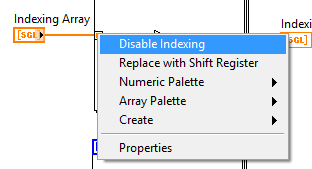 Indexing Array
Indexi
[SGL]
SGL]
Disable Indexing
Replace with Shift Register
Numeric Palette
Array Palette
Create
Properties